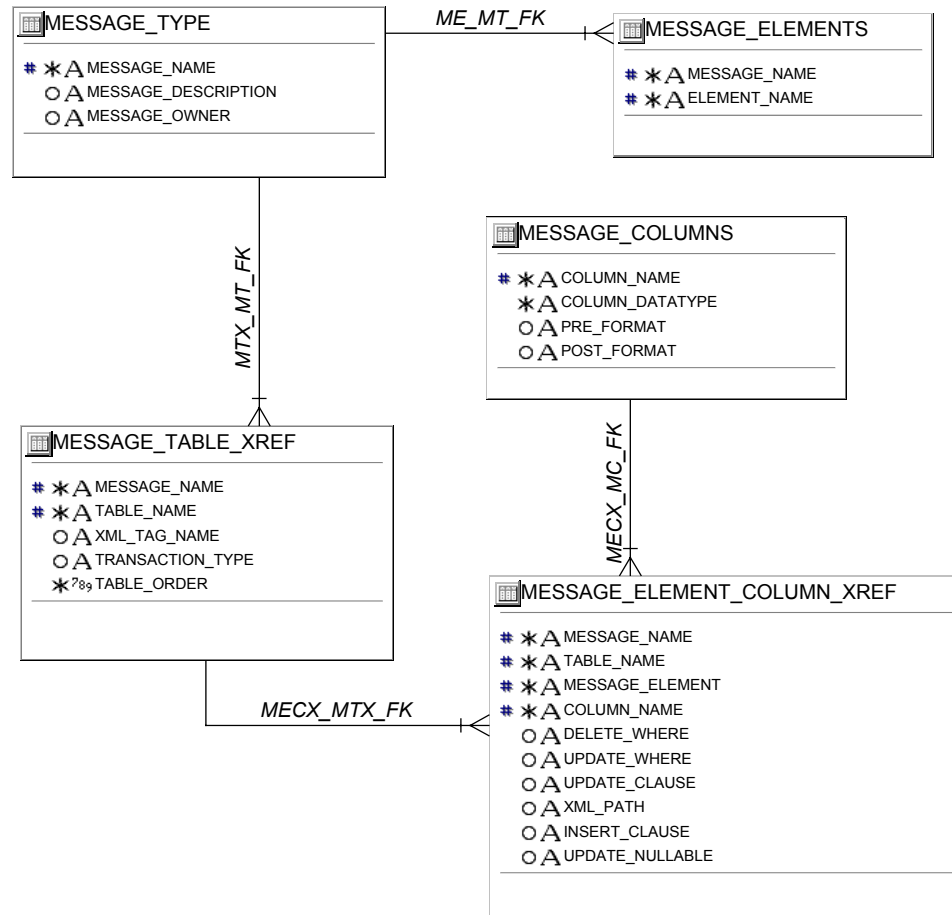 MESSAGE_TYPE
# * A MESSAGE_NAME
O A MESSAGE_DESCRIPTION
O A MESSAGE_OWNER
ME_MT_FK
MESSAGE_ELEMENTS
# * A MESSAGE_NAME
# * A ELEMENT_NAME
MTX_MT_FK
MESSAGE_COLUMNS
# * A COLUMN_NAME
* A COLUMN_DATATYPE
O A PRE_FORMAT
O A POST_FORMAT
MECX_MC_FK
MESSAGE_TABLE_XREF
# * A MESSAGE_NAME
# * A TABLE_NAME
O A XML_TAG_NAME
O A TRANSACTION_TYPE
* 789 TABLE_ORDER
MECX_MTX_FK
MESSAGE_ELEMENT_COLUMN_XREF
# * A MESSAGE_NAME
# * A TABLE_NAME
# * A MESSAGE_ELEMENT
# * A COLUMN_NAME
O A DELETE_WHERE
O A UPDATE_WHERE
O A UPDATE_CLAUSE
O A XML_PATH
O A INSERT_CLAUSE
O A UPDATE_NULLABLE